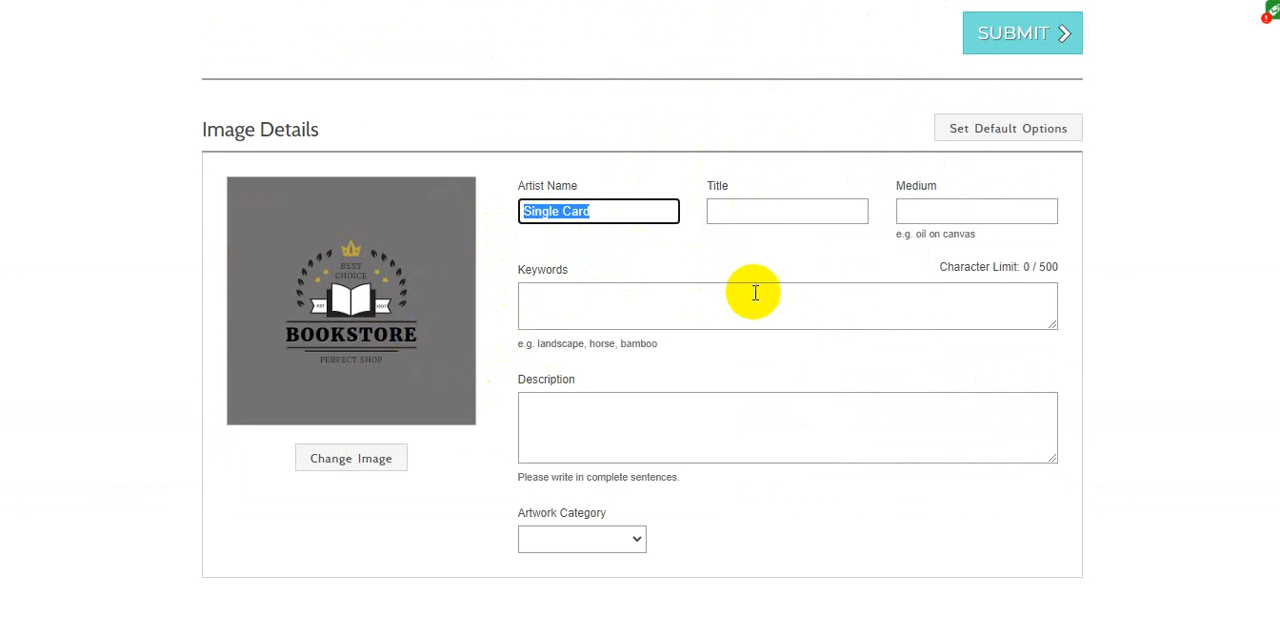 SUBMIT
Image Details
Set Default Options
Artist Name
Title
Medium
Single Card
e.g. oil on canvas
Keywords
Character Limit: 0 / 500
e.g. landscape, horse, bamboo
Description
Please write in complete sentences.
Artwork Category
BEST
CHOICE
BOOKSTORE
PERFECT SHOP
Change Image